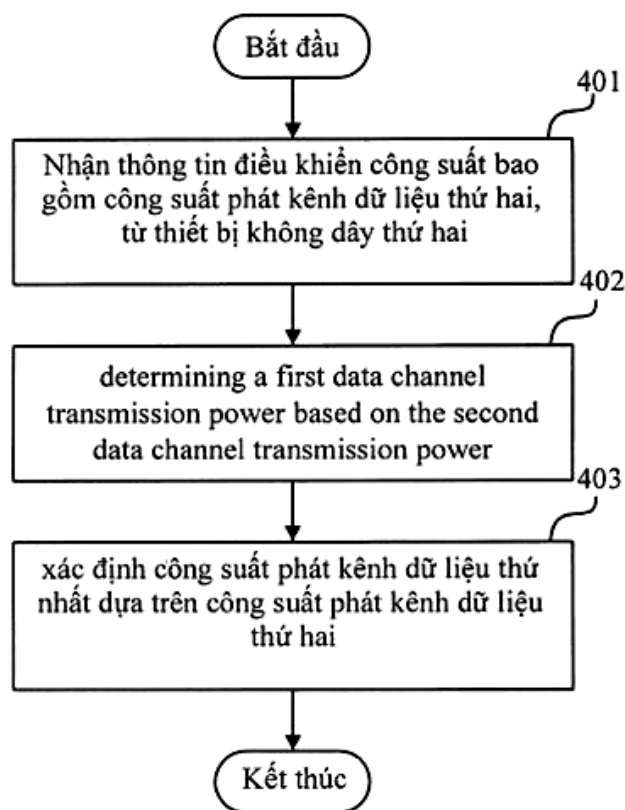 Bắt đầu
401
Nhận thông tin điều khiển công suất bao
gồm công suất phát kênh dữ liệu thứ hai,
từ thiết bị không dây thứ hai
402
determining a first data channel
transmission power based on the second
data channel transmission power
403
xác định công suất phát kênh dữ liệu thứ
nhất dựa trên công suất phát kênh dữ liệu
thứ hai
Kết thúc